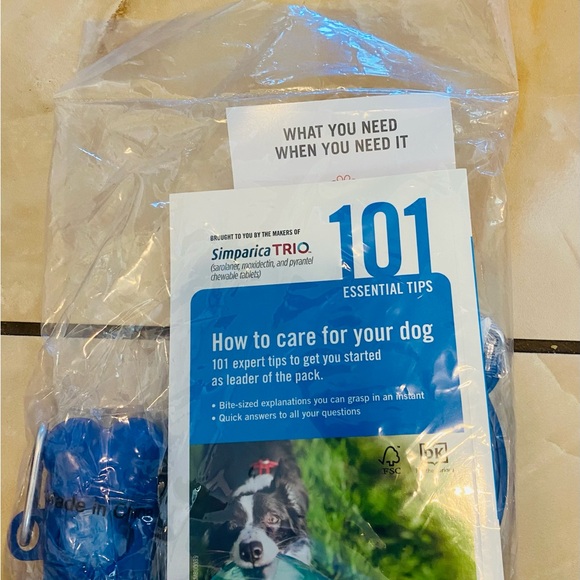 WHAT YOU NEED
WHEN YOU NEED IT
BROUGHT TO YOU BY THE MAKERS OF
Simparica TRIO
(sarolaner, moxidectin, and pyrantel
chewable tablets)
101
ESSENTIAL TIPS
How to care for your dog
101 expert tips to get you started
as leader of the pack.
• Bite-sized explanations you can grasp in an instant
• Quick answers to all your questions
FSC
DK
Made in Ch